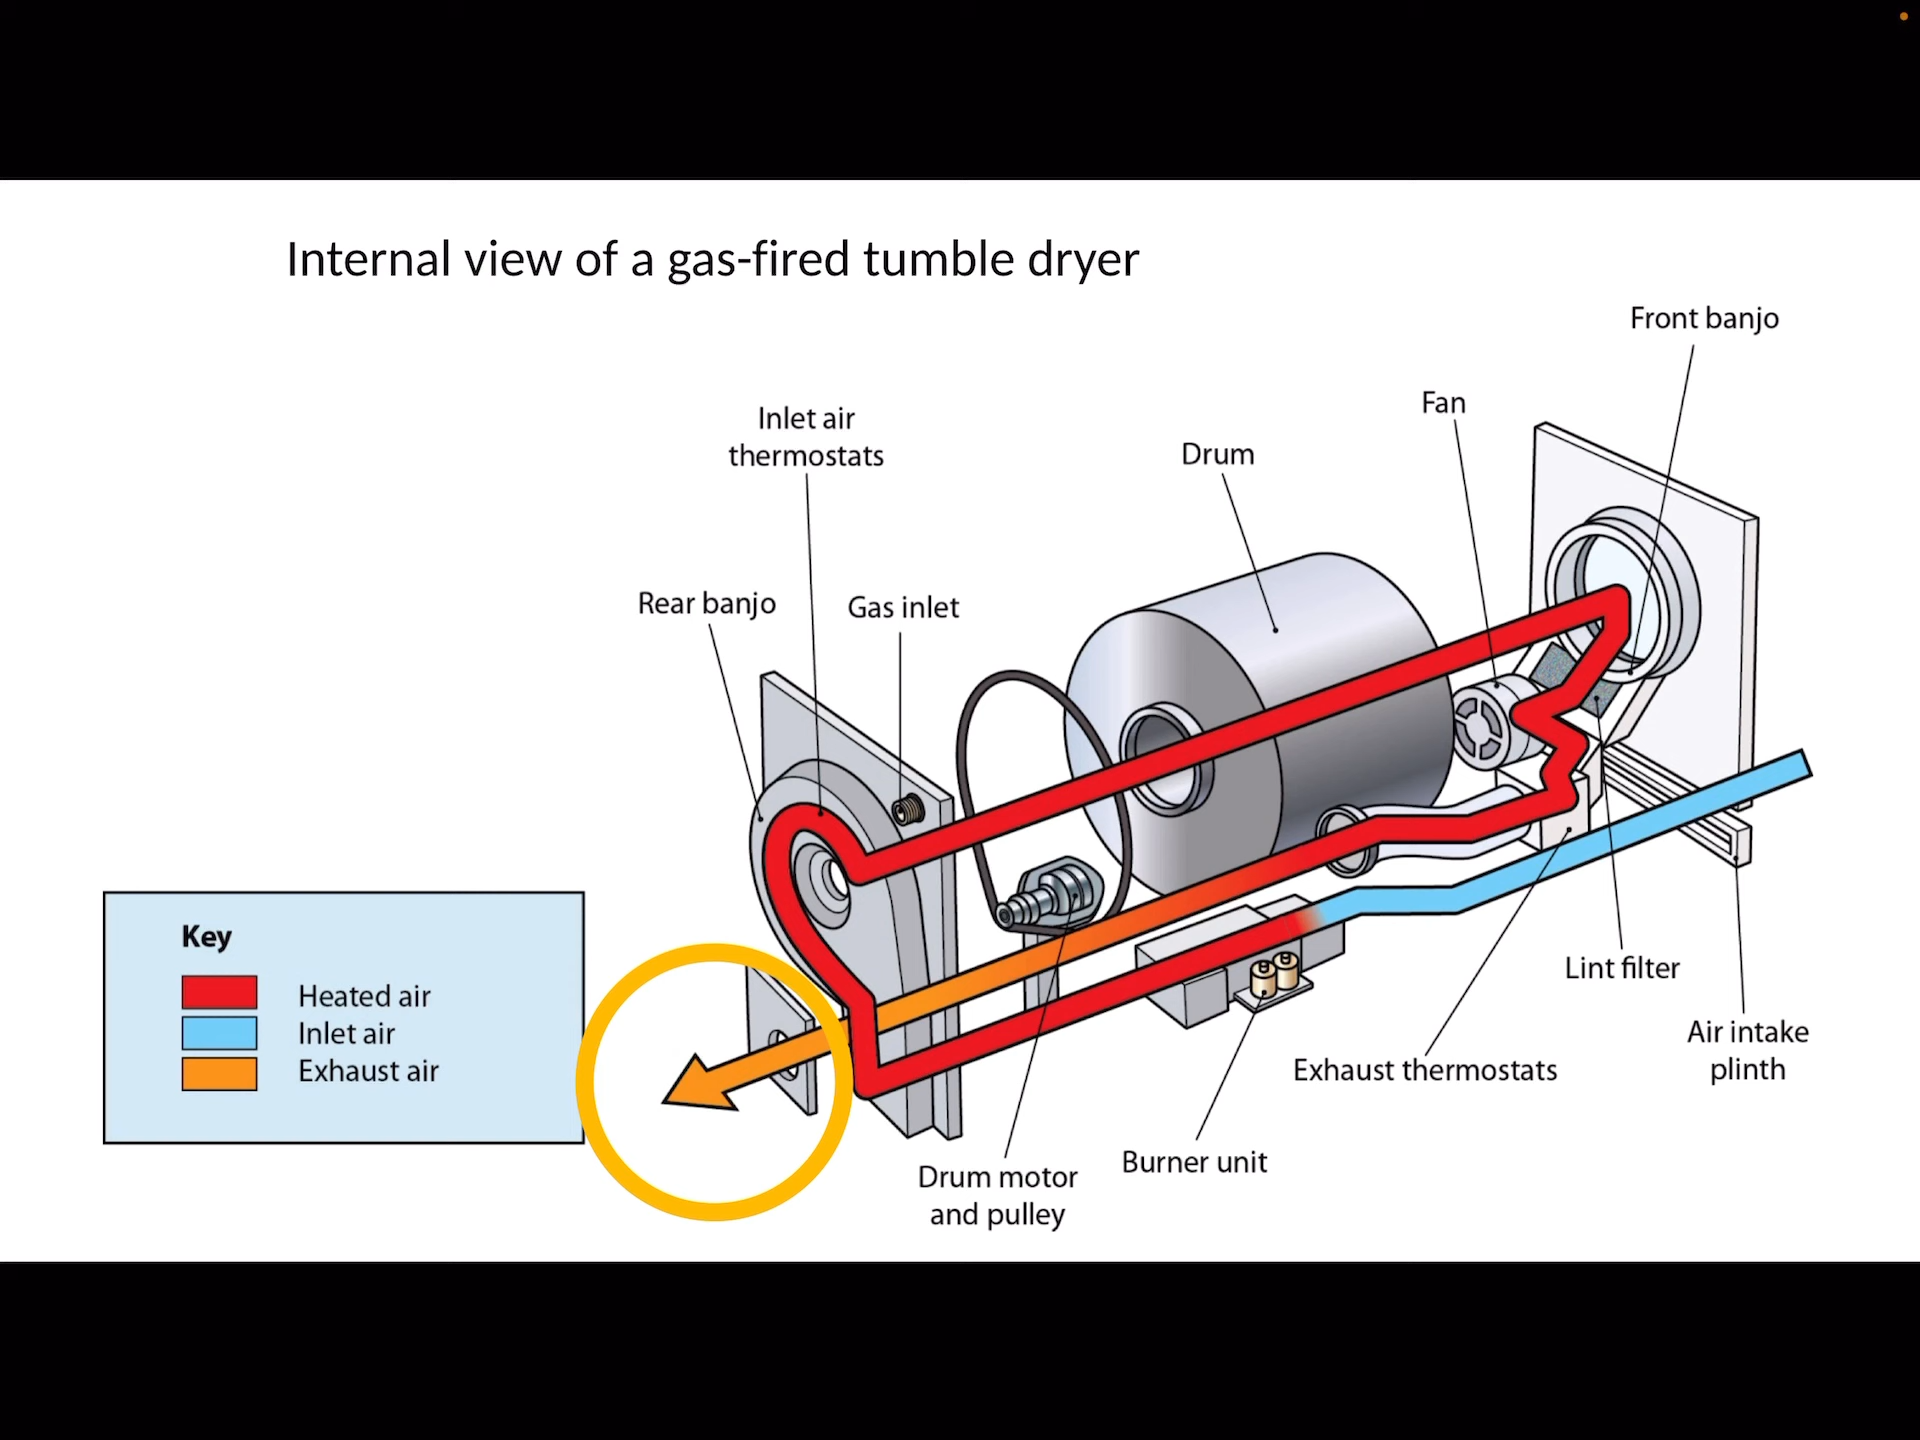 Internal view of a gas-fired tumble dryer
Front banjo
Fan
Inlet air
thermostats
Drum
Rear banjo
Gas inlet
Key
Heated air
Inlet air
Exhaust air
Lint filter
Air intake
plinth
Exhaust thermostats
Burner unit
Drum motor
and pulley